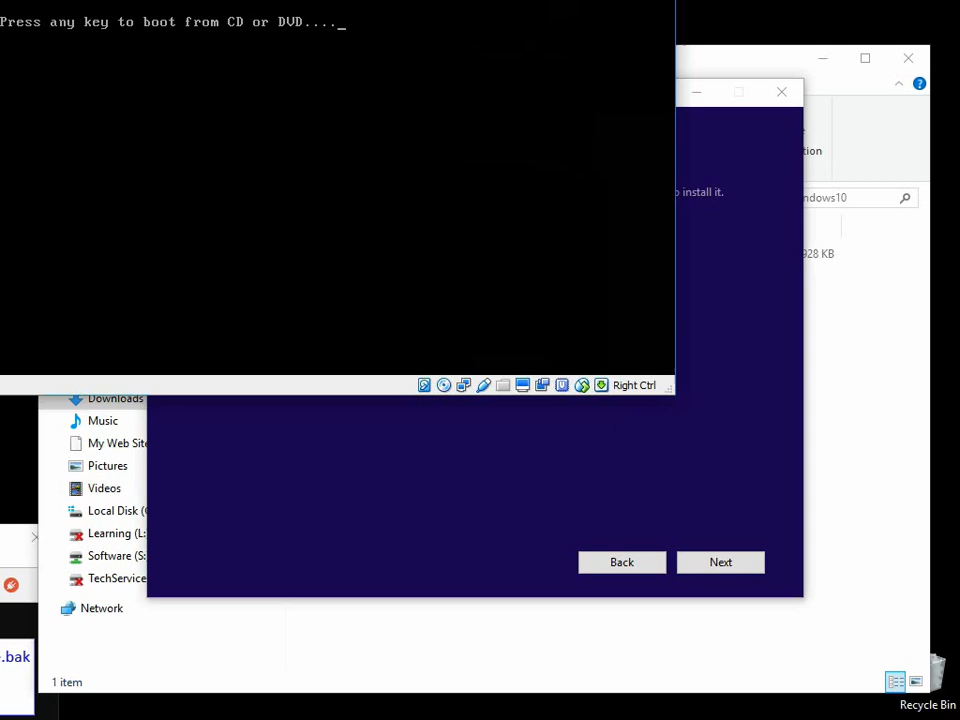 Press any key to boot from CD or DVD...._
tion
o install it.
ndows10
928 KB
Right Ctrl
Downloads
Music
My Web Site
Pictures
Videos
Local Disk (C
Learning (L:
Software (S:
TechService
Back
Next
Network
.bak
1 item
Recycle Bin